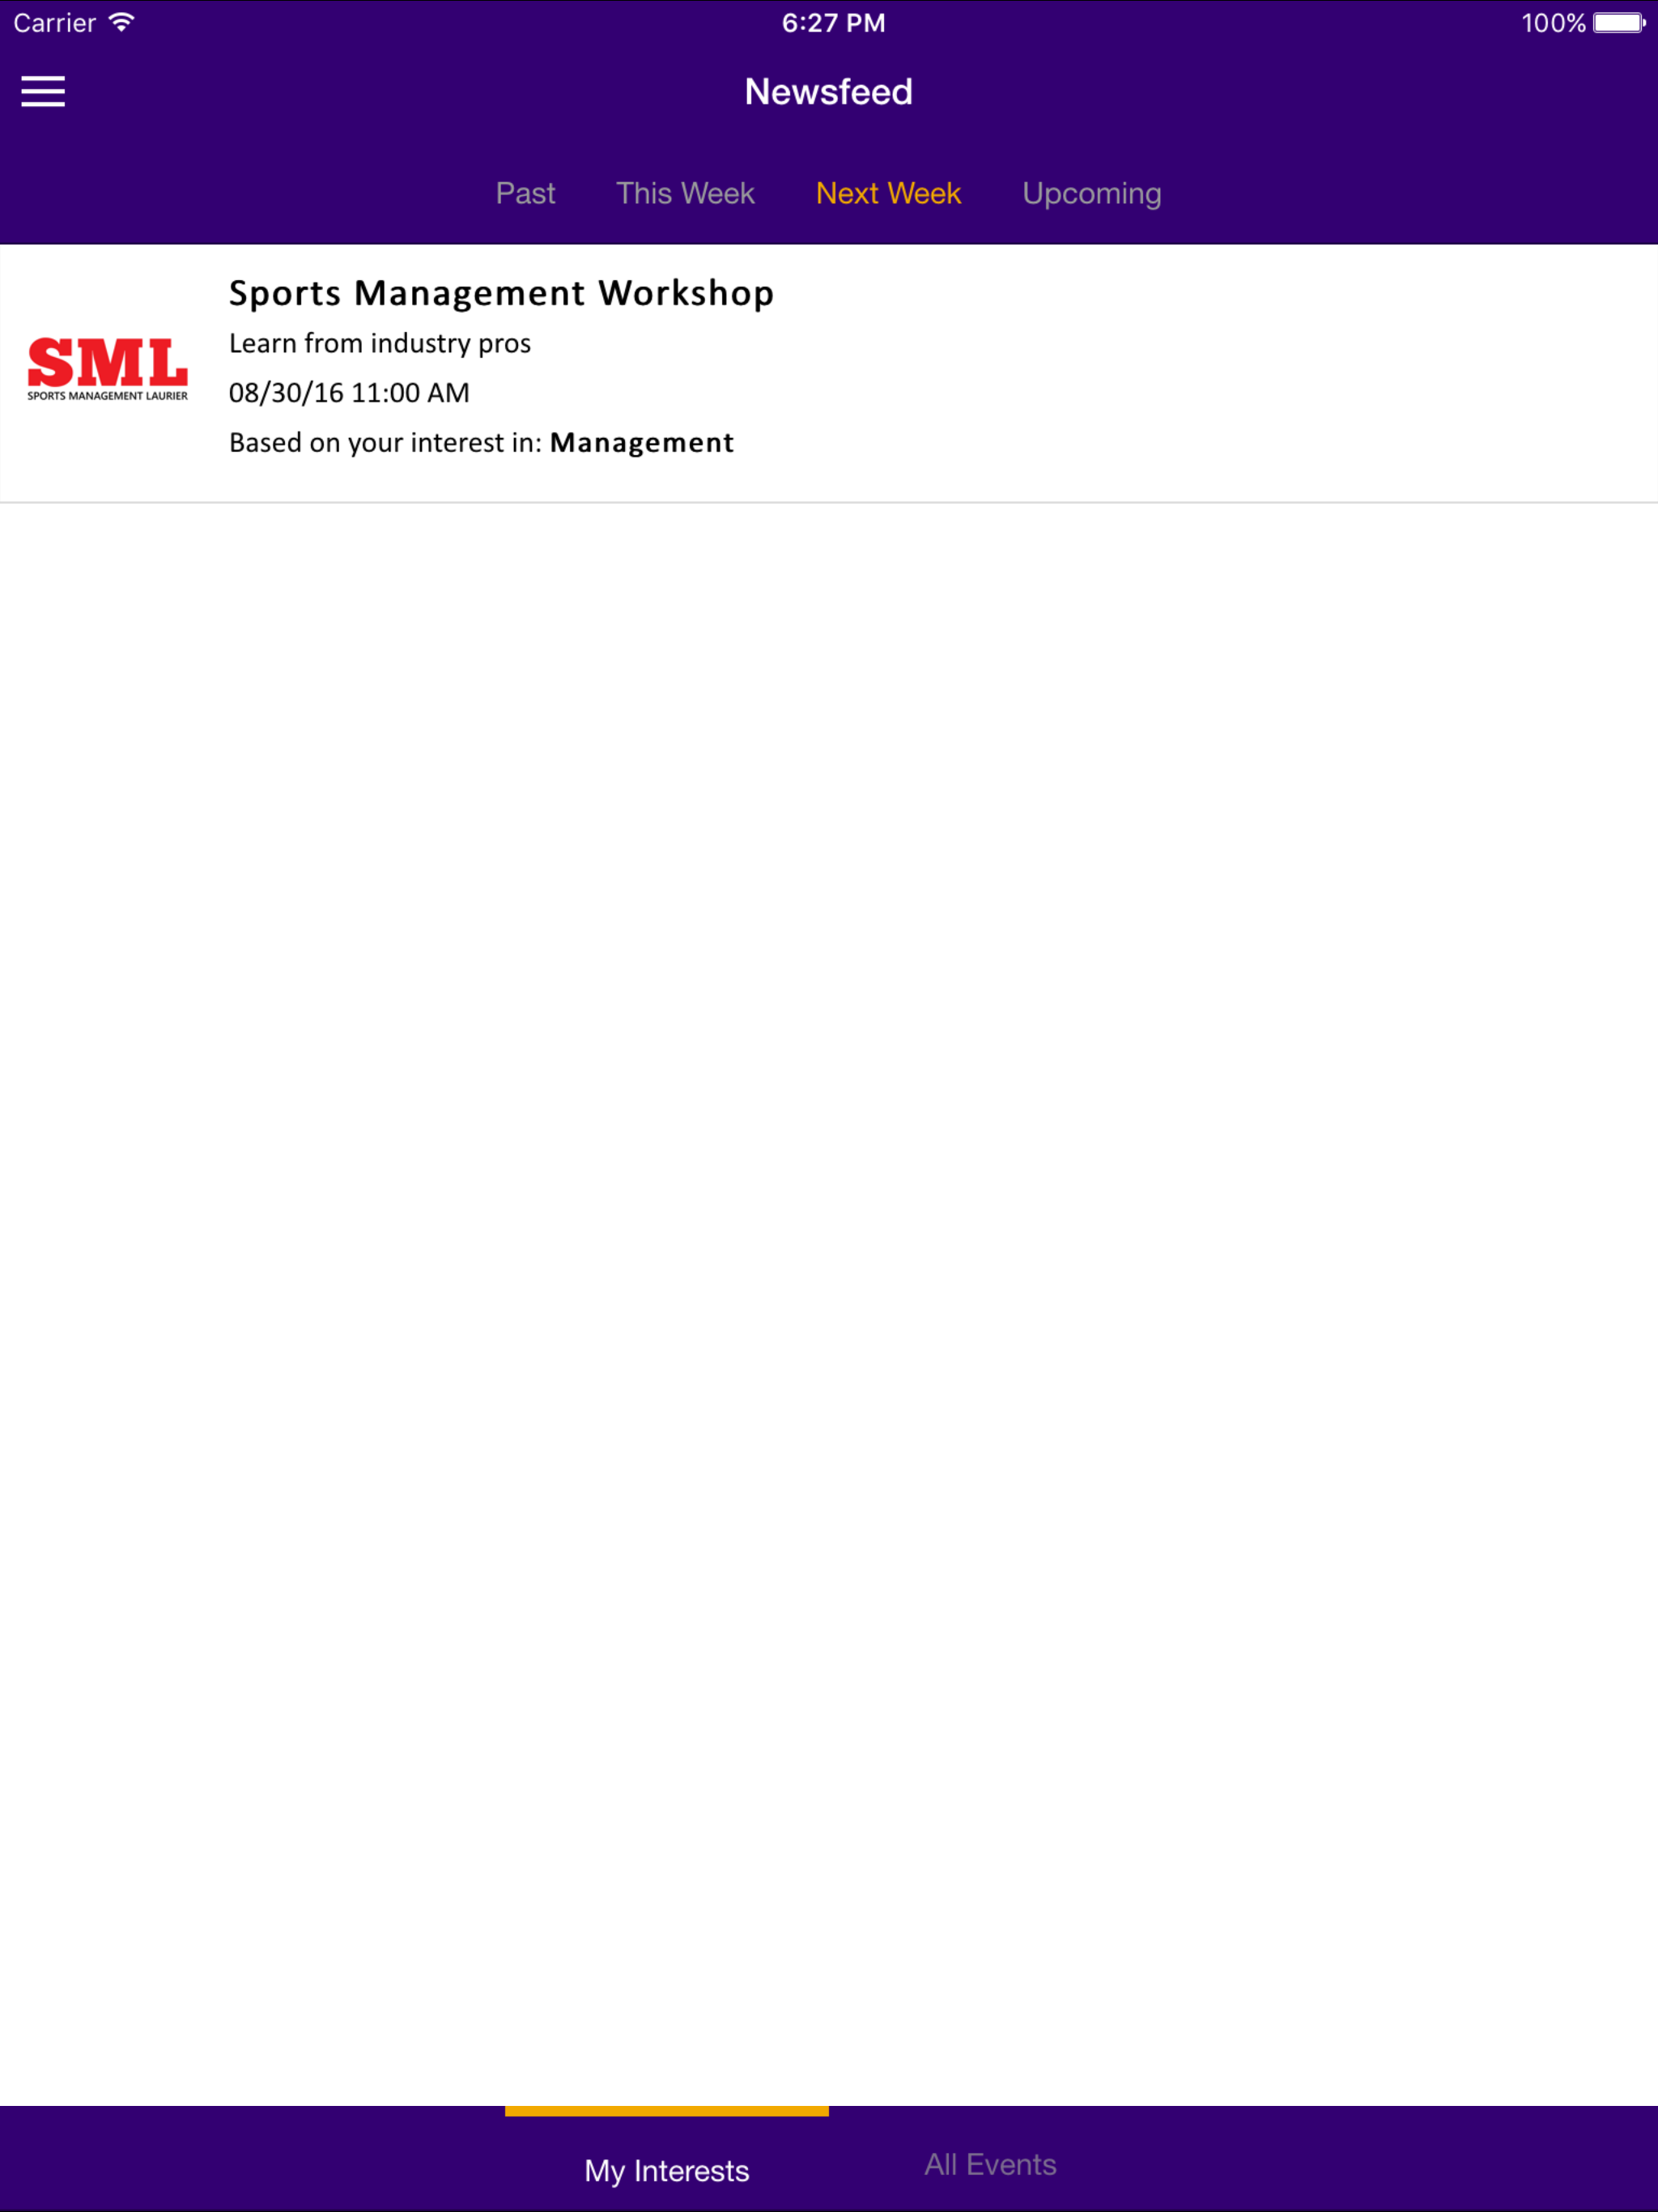 Carrier 6:27 PM 100%
Newsfeed
Past This Week Next Week Upcoming
Sports Management Workshop
Learn from industry pros
SML
SPORTS MANAGEMENT LAURIER
08/30/16 11:00 AM
Based on your interest in: Management
My Interests All Events